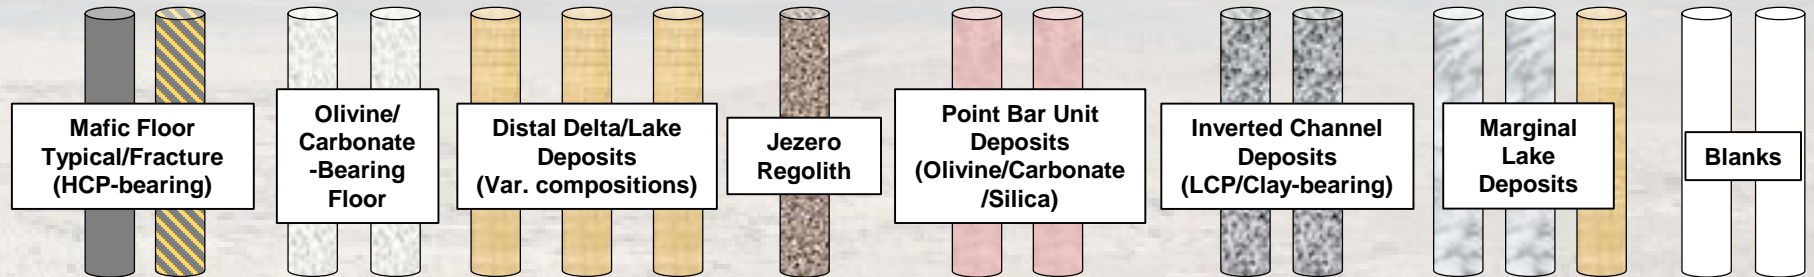 Mafic Floor
Typical/Fracture
(HCP-bearing)
Olivine/
Carbonate
-Bearing
Floor
Distal Delta/Lake
Deposits
(Var. compositions)
Jezero
Regolith
Point Bar Unit
Deposits
(Olivine/Carbonate
/Silica)
Inverted Channel
Deposits
(LCP/Clay-bearing)
Marginal
Lake
Deposits
Blanks